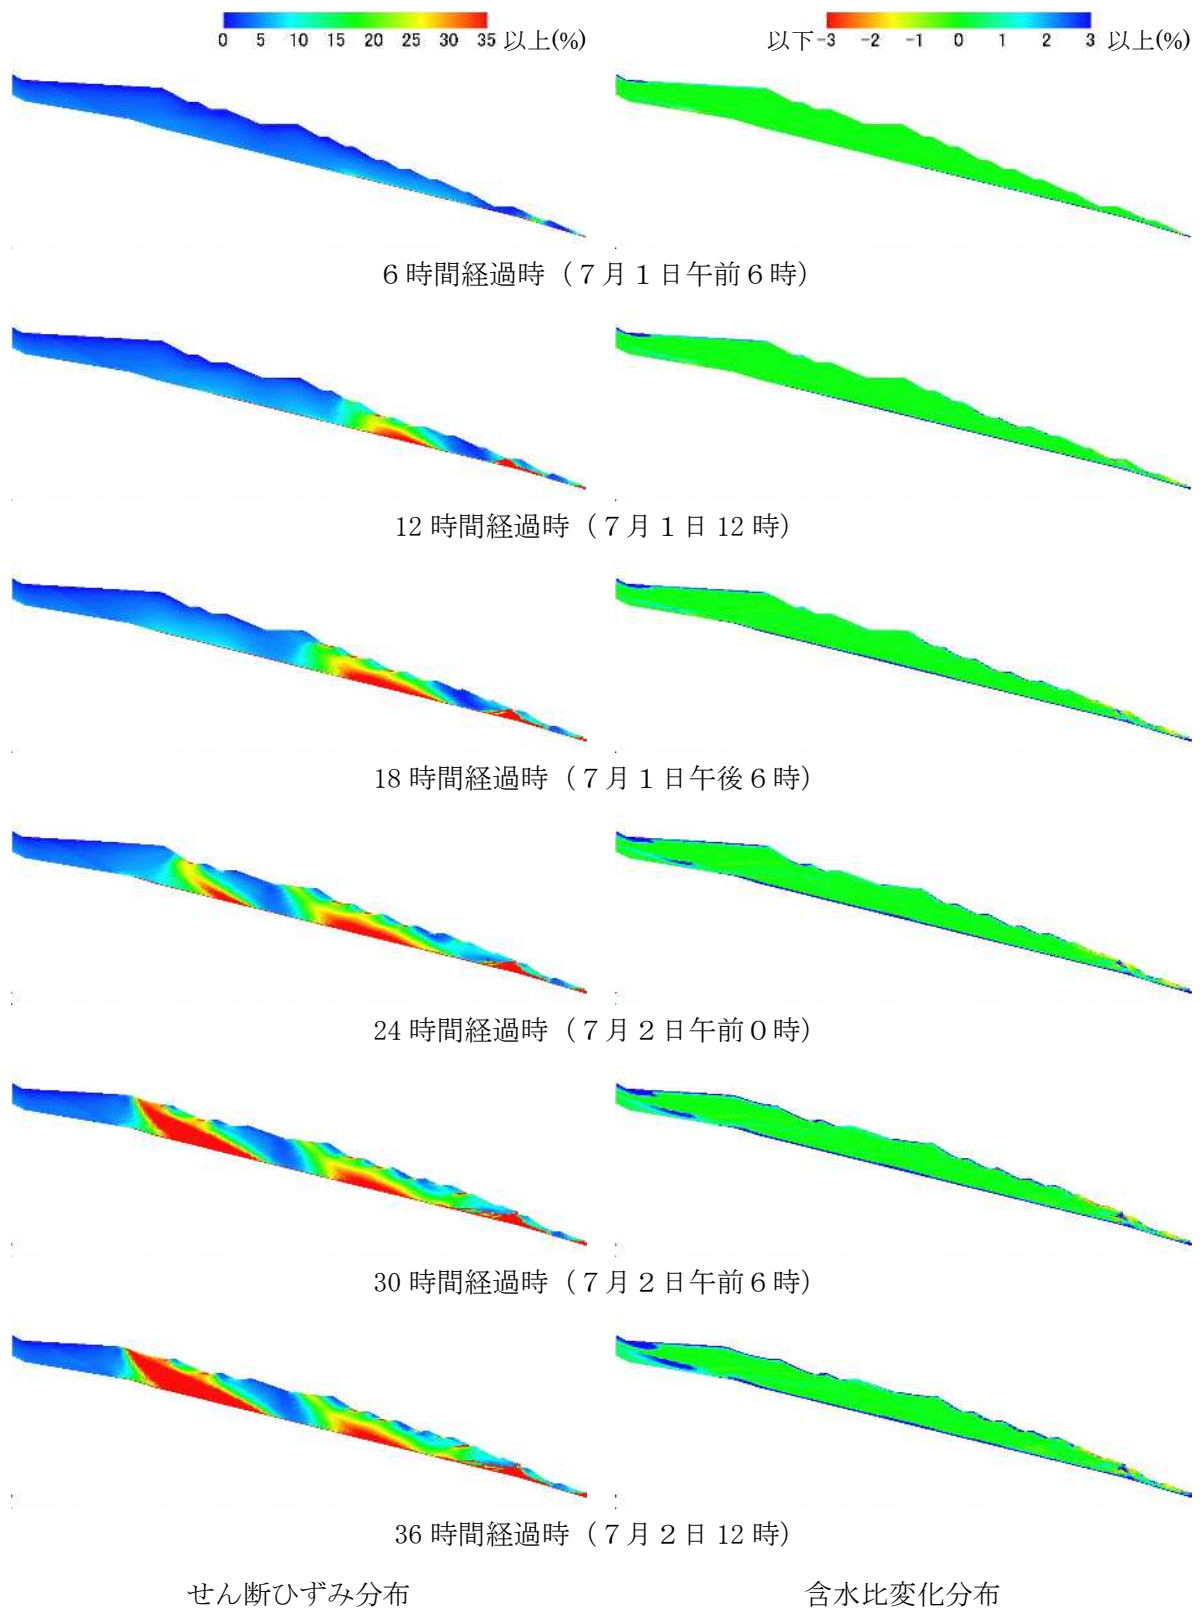 0 5 10 15 20 25 30 35 以上(%)
以下 -3 -2 -1 0 1 2 3 以上(%)
6 時間経過時（７月１日午前６時）
12 時間経過時（７月１日 12 時）
18 時間経過時（７月１日午後６時）
24 時間経過時（７月２日午前０時）
30 時間経過時（７月２日午前６時）
36 時間経過時（７月２日 12 時）
せん断ひずみ分布
含水比変化分布